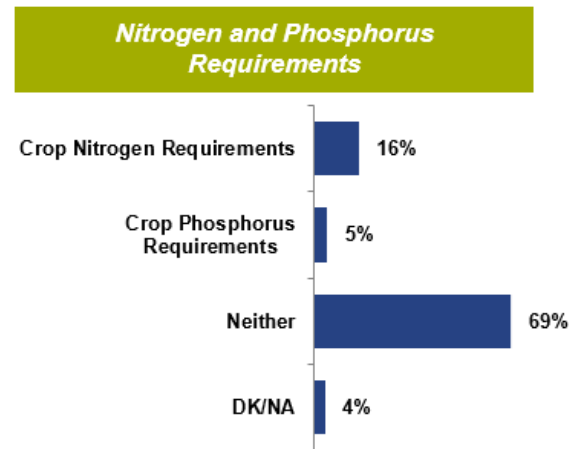 Nitrogen and Phosphorus
Requirements
Crop Nitrogen Requirements
16%
Crop Phosphorus
Requirements
5%
Neither
69%
DK/NA
4%